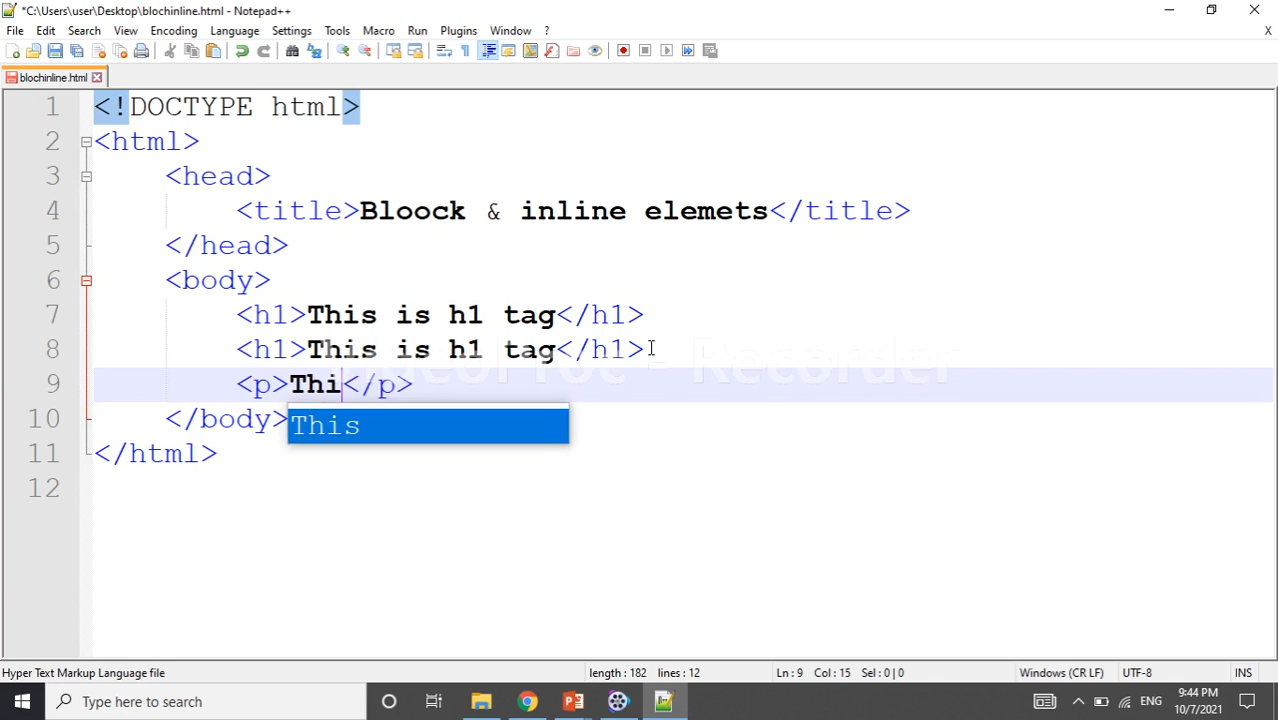 *C:\Users\user\Desktop\blochinline.html - Notepad++
File Edit Search View Encoding Language Settings Tools Macro Run Plugins Window ? X
blochinline.html
1 <!DOCTYPE html>
2 <html>
3 <head>
4 <title>Bloock & inline elemets</title>
5 </head>
6 <body>
7 <h1>This is h1 tag</h1>
8 <h1>This is h1 tag</h1>
Recorder
9 <p>Thi</p>
10 </body>
This
11 </html>
12
Hyper Text Markup Language file length : 182 lines : 12 Ln : 9 Col : 15 Sel : 0 | 0 Windows (CR LF) UTF-8 INS
Type here to search ENG 9:44 PM
10/7/2021